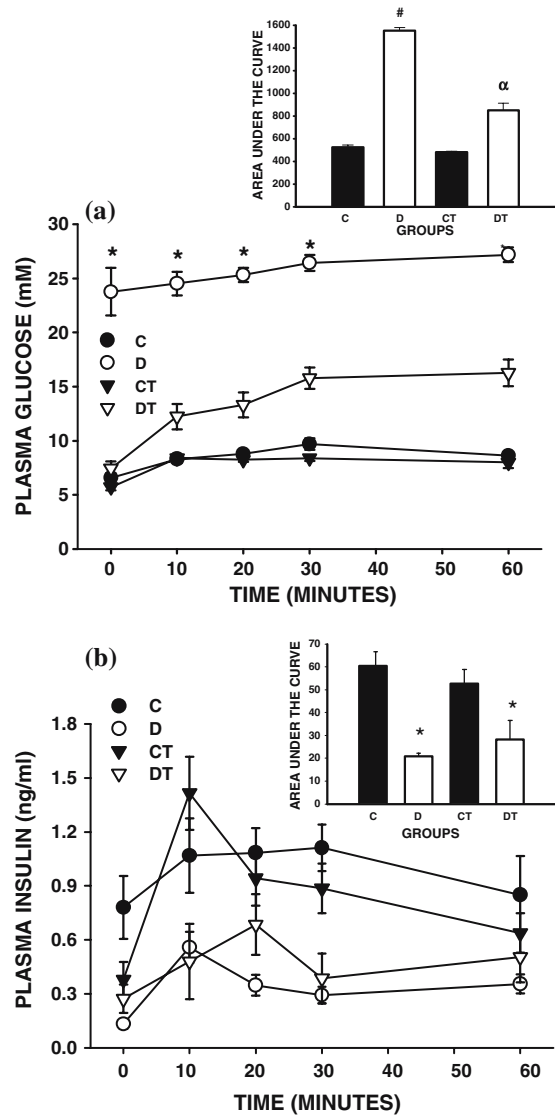 1600
1400
1200
1000
800
600
400
200
0
AREA UNDER THE CURVE
#
α
C D CT DT
GROUPS
(a)
30
25
20
15
10
5
0
PLASMA GLUCOSE (mM)
* * * *
C
D
CT
DT
0 10 20 30 40 50 60
TIME (MINUTES)
(b)
C
D
CT
DT
70
60
50
40
30
20
10
0
AREA UNDER THE CURVE
* *
C D CT DT
GROUPS
1.8
1.5
1.2
0.9
0.6
0.3
0.0
PLASMA INSULIN (ng/ml)
0 10 20 30 40 50 60
TIME (MINUTES)